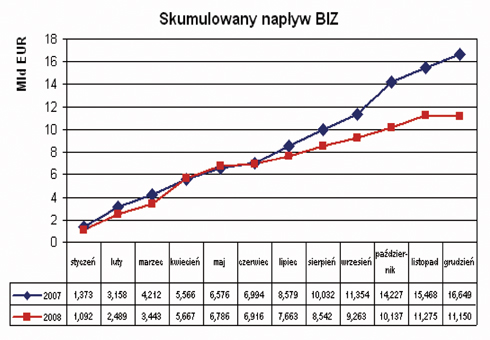 Skumulowany napływ BIZ
Mld EUR
18
16
14
12
10
8
6
4
2
0
styczeń luty marzec kwiecień maj czerwiec lipiec sierpień wrzesień paździer-nik listopad grudzień
2007 1,373 3,158 4,212 5,566 6,576 6,994 8,579 10,032 11,354 14,227 15,468 16,649
2008 1,092 2,489 3,443 5,667 6,786 6,916 7,663 8,542 9,263 10,137 11,275 11,150